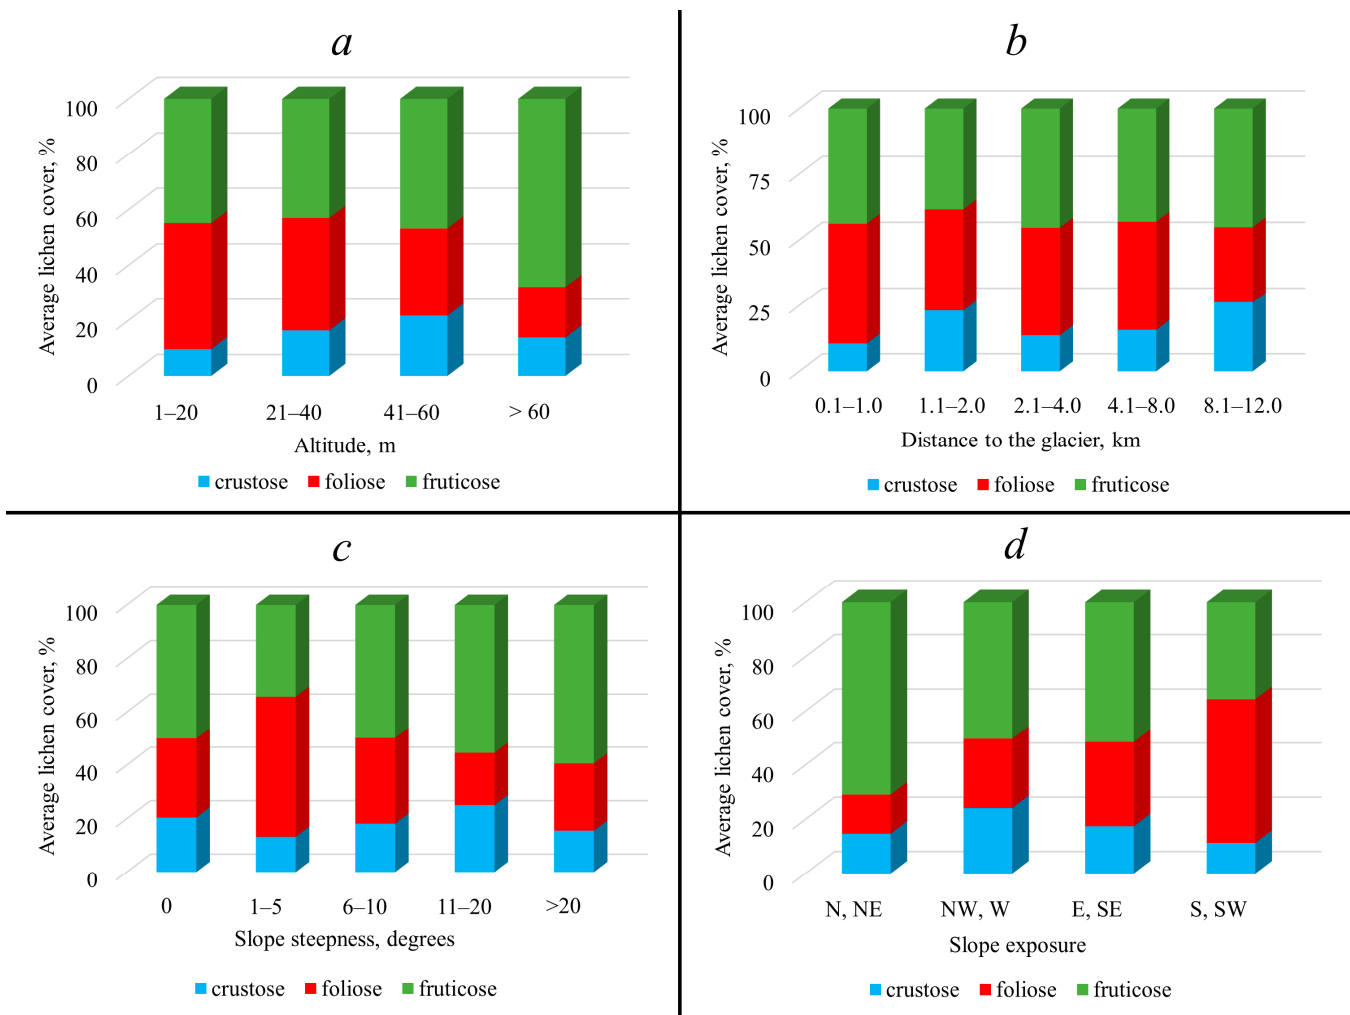 a
Average lichen cover, %
100
80
60
40
20
0
1–20 21–40 41–60 > 60
Altitude, m
crustose foliose fruticose
b
Average lichen cover, %
100
75
50
25
0
0.1–1.0 1.1–2.0 2.1–4.0 4.1–8.0 8.1–12.0
Distance to the glacier, km
crustose foliose fruticose
c
Average lichen cover, %
100
80
60
40
20
0
0 1–5 6–10 11–20 >20
Slope steepness, degrees
crustose foliose fruticose
d
Average lichen cover, %
100
80
60
40
20
0
N, NE NW, W E, SE S, SW
Slope exposure
crustose foliose fruticose